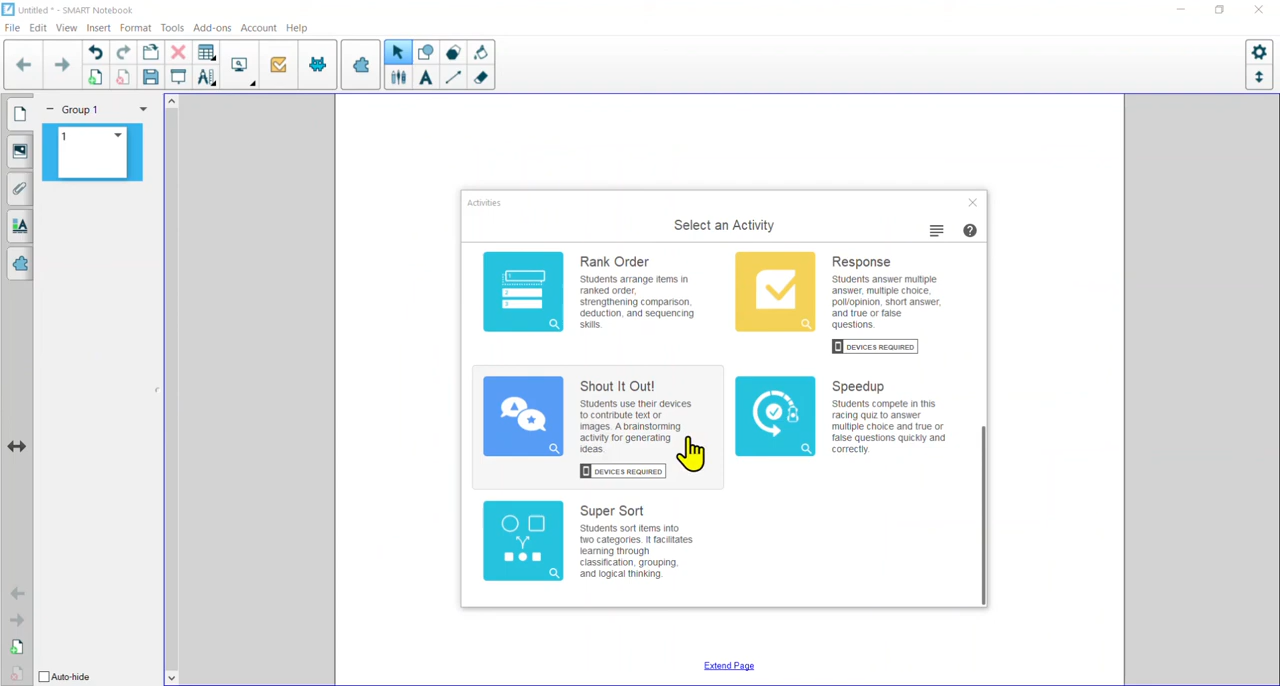 Untitled * - SMART Notebook
File Edit View Insert Format Tools Add-ons Account Help
Group 1
1
Activities
Select an Activity
Rank Order
Students arrange items in
ranked order,
strengthening comparison,
deduction, and sequencing
skills.
Response
Students answer multiple
answer, multiple choice,
poll/opinion, short answer,
and true or false
questions.
DEVICES REQUIRED
Shout It Out!
Students use their devices
to contribute text or
images. A brainstorming
activity for generating
ideas.
DEVICES REQUIRED
Speedup
Students compete in this
racing quiz to answer
multiple choice and true or
false questions quickly and
correctly.
Super Sort
Students sort items into
two categories. It facilitates
learning through
classification, grouping,
and logical thinking.
Extend Page
Auto-hide